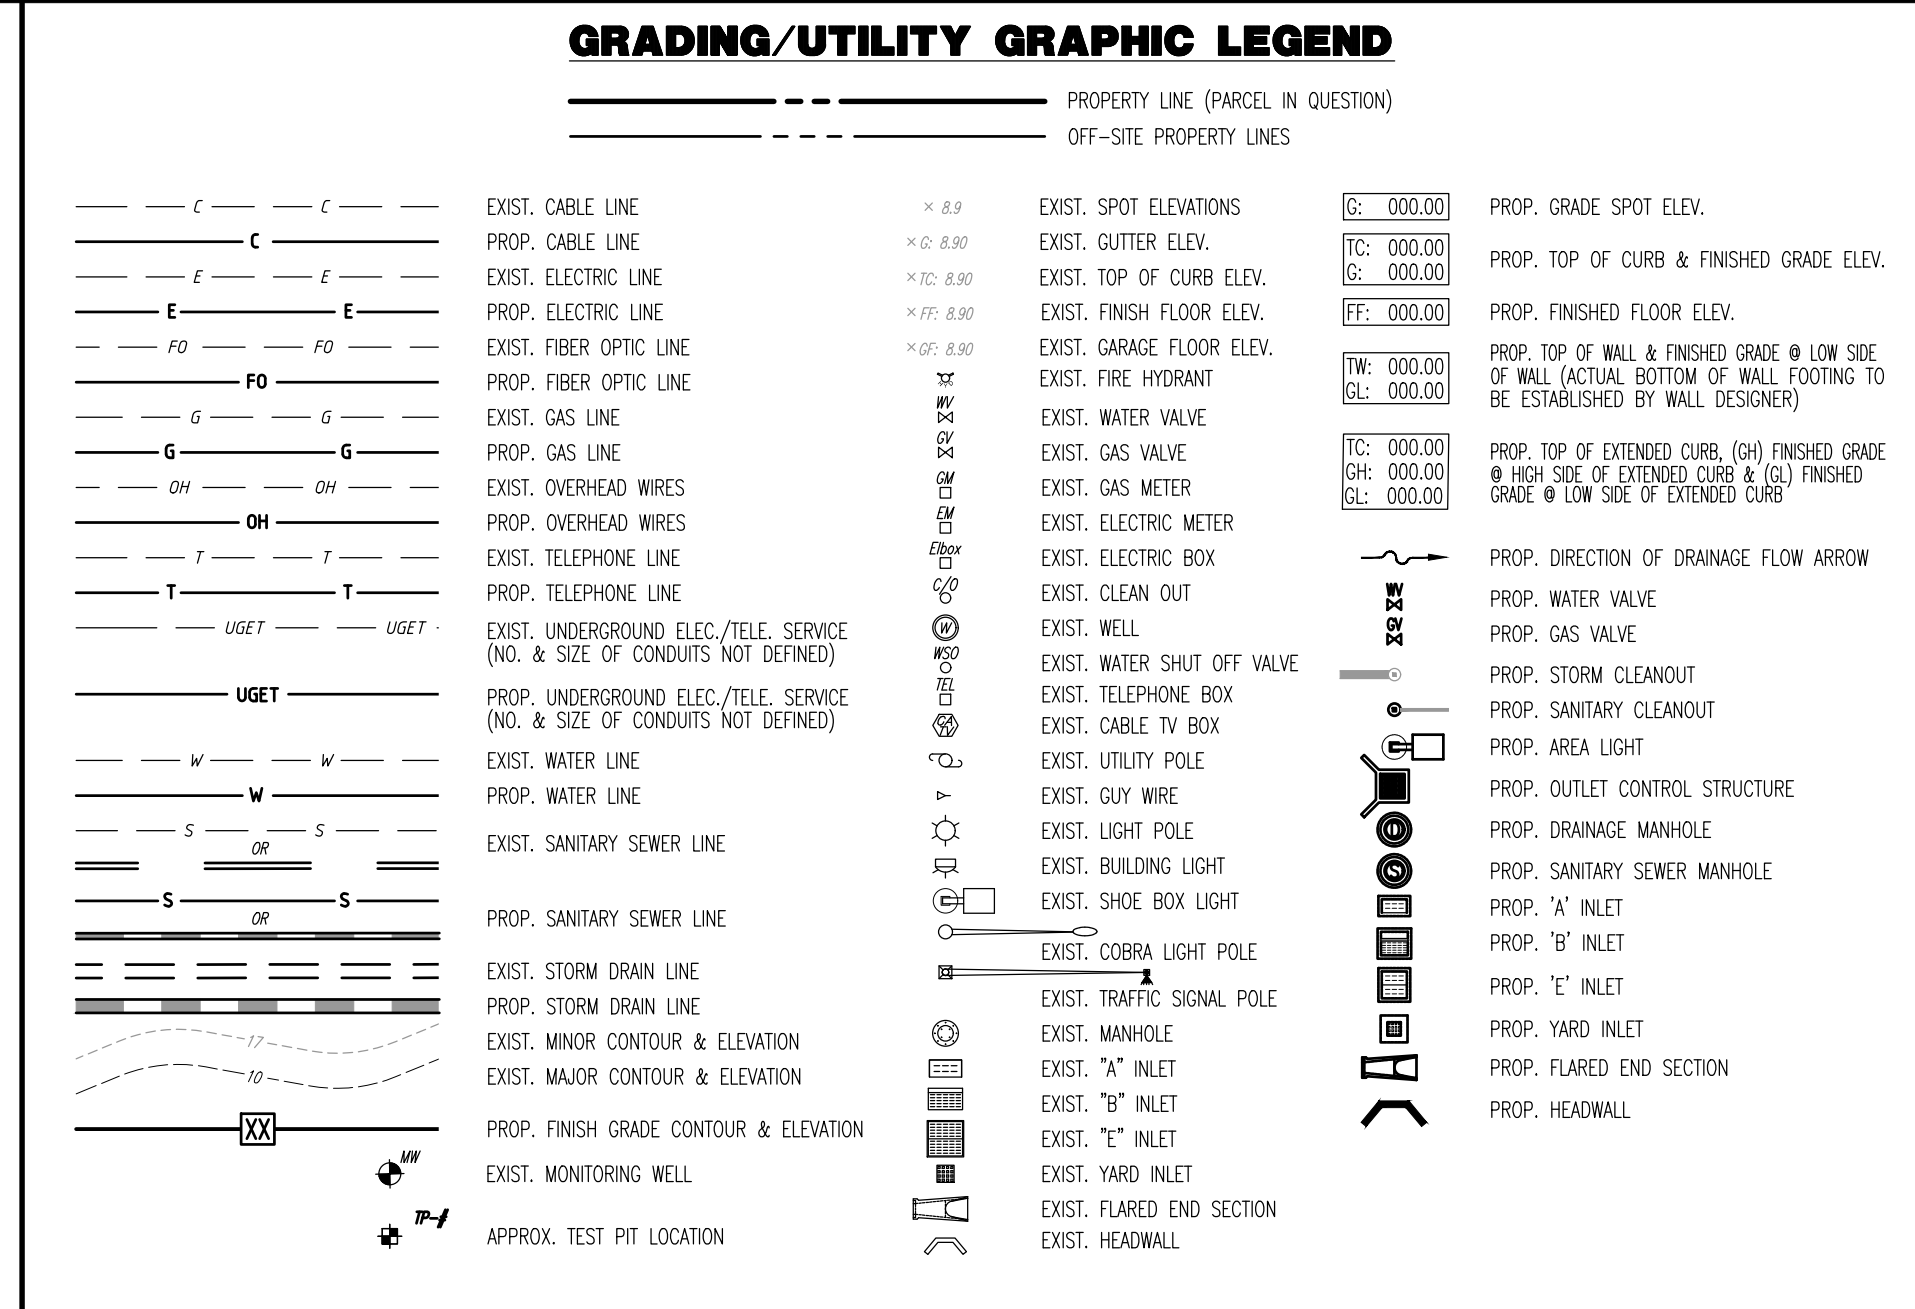 GRADING/UTILITY GRAPHIC LEGEND
PROPERTY LINE (PARCEL IN QUESTION)
OFF-SITE PROPERTY LINES
C C EXIST. CABLE LINE
C PROP. CABLE LINE
E E EXIST. ELECTRIC LINE
E E PROP. ELECTRIC LINE
FO FO EXIST. FIBER OPTIC LINE
FO PROP. FIBER OPTIC LINE
G G EXIST. GAS LINE
G G PROP. GAS LINE
OH OH EXIST. OVERHEAD WIRES
OH PROP. OVERHEAD WIRES
T T EXIST. TELEPHONE LINE
T T PROP. TELEPHONE LINE
UGET UGET EXIST. UNDERGROUND ELEC./TELE. SERVICE
(NO. & SIZE OF CONDUITS NOT DEFINED)
UGET PROP. UNDERGROUND ELEC./TELE. SERVICE
(NO. & SIZE OF CONDUITS NOT DEFINED)
W W EXIST. WATER LINE
W PROP. WATER LINE
S S
OR
EXIST. SANITARY SEWER LINE
S S
OR
PROP. SANITARY SEWER LINE
EXIST. STORM DRAIN LINE
PROP. STORM DRAIN LINE
17 EXIST. MINOR CONTOUR & ELEVATION
10 EXIST. MAJOR CONTOUR & ELEVATION
XX PROP. FINISH GRADE CONTOUR & ELEVATION
MW
EXIST. MONITORING WELL
TP-#
APPROX. TEST PIT LOCATION
× 8.9 EXIST. SPOT ELEVATIONS
× G: 8.90 EXIST. GUTTER ELEV.
× TC: 8.90 EXIST. TOP OF CURB ELEV.
× FF: 8.90 EXIST. FINISH FLOOR ELEV.
× GF: 8.90 EXIST. GARAGE FLOOR ELEV.
EXIST. FIRE HYDRANT
WV
EXIST. WATER VALVE
GV
EXIST. GAS VALVE
GM
EXIST. GAS METER
EM
EXIST. ELECTRIC METER
Elbox
EXIST. ELECTRIC BOX
C/O
EXIST. CLEAN OUT
W EXIST. WELL
WSO
EXIST. WATER SHUT OFF VALVE
TEL
EXIST. TELEPHONE BOX
CA
TV
EXIST. CABLE TV BOX
EXIST. UTILITY POLE
EXIST. GUY WIRE
EXIST. LIGHT POLE
EXIST. BUILDING LIGHT
EXIST. SHOE BOX LIGHT
EXIST. COBRA LIGHT POLE
EXIST. TRAFFIC SIGNAL POLE
EXIST. MANHOLE
EXIST. "A" INLET
EXIST. "B" INLET
EXIST. "E" INLET
EXIST. YARD INLET
EXIST. FLARED END SECTION
EXIST. HEADWALL
G: 000.00 PROP. GRADE SPOT ELEV.
TC: 000.00
G: 000.00
PROP. TOP OF CURB & FINISHED GRADE ELEV.
FF: 000.00 PROP. FINISHED FLOOR ELEV.
TW: 000.00
GL: 000.00
PROP. TOP OF WALL & FINISHED GRADE @ LOW SIDE
OF WALL (ACTUAL BOTTOM OF WALL FOOTING TO
BE ESTABLISHED BY WALL DESIGNER)
TC: 000.00
GH: 000.00
GL: 000.00
PROP. TOP OF EXTENDED CURB, (GH) FINISHED GRADE
@ HIGH SIDE OF EXTENDED CURB & (GL) FINISHED
GRADE @ LOW SIDE OF EXTENDED CURB
PROP. DIRECTION OF DRAINAGE FLOW ARROW
WV
PROP. WATER VALVE
GV
PROP. GAS VALVE
PROP. STORM CLEANOUT
PROP. SANITARY CLEANOUT
PROP. AREA LIGHT
PROP. OUTLET CONTROL STRUCTURE
D PROP. DRAINAGE MANHOLE
S PROP. SANITARY SEWER MANHOLE
PROP. 'A' INLET
PROP. 'B' INLET
PROP. 'E' INLET
PROP. YARD INLET
PROP. FLARED END SECTION
PROP. HEADWALL